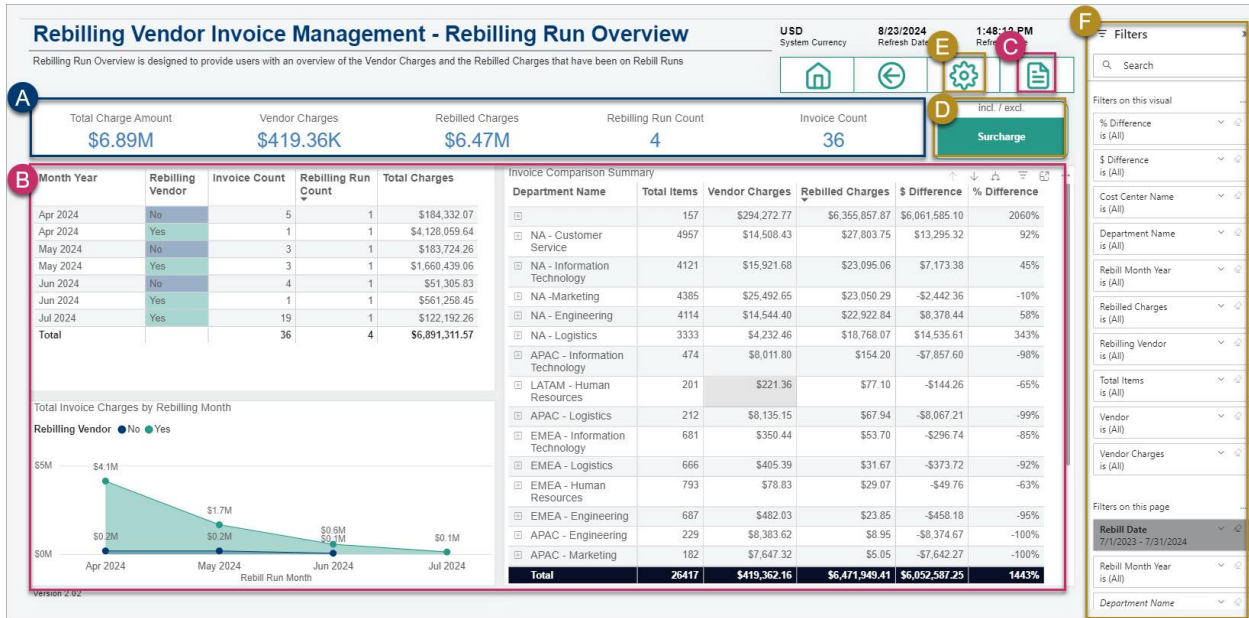 Rebilling Vendor Invoice Management - Rebilling Run Overview
Rebilling Run Overview is designed to provide users with an overview of the Vendor Charges and the Rebilled Charges that have been on Rebill Runs
USD 8/23/2024 1:48:12 PM
System Currency Refresh Date
E
C
A
Total Charge Amount Vendor Charges Rebilled Charges Rebilling Run Count Invoice Count
$6.89M $419.36K $6.47M 4 36
D
incl. / excl.
Surcharge
B
Month Year Rebilling Vendor Invoice Count Rebilling Run Count Total Charges
Apr 2024 No 5 1 $184,332.07
Apr 2024 Yes 1 1 $4,128,059.64
May 2024 No 3 1 $183,724.26
May 2024 Yes 3 1 $1,660,439.06
Jun 2024 No 4 1 $51,305.83
Jun 2024 Yes 1 1 $561,258.45
Jul 2024 Yes 19 1 $122,192.26
Total 36 4 $6,891,311.57
Total Invoice Charges by Rebilling Month
Rebilling Vendor No Yes
$5M
$4.1M
$1.7M
$0.6M
$0.2M $0.2M $0.1M $0.1M
$0M
Apr 2024 May 2024 Jun 2024 Jul 2024
Rebill Run Month
Version 2.02
Invoice Comparison Summary
Department Name Total Items Vendor Charges Rebilled Charges $ Difference % Difference
157 $294,272.77 $6,355,857.87 $6,061,585.10 2060%
NA - Customer Service 4957 $14,508.43 $27,803.75 $13,295.32 92%
NA - Information Technology 4121 $15,921.68 $23,095.06 $7,173.38 45%
NA -Marketing 4385 $25,492.65 $23,050.29 -$2,442.36 -10%
NA - Engineering 4114 $14,544.40 $22,922.84 $8,378.44 58%
NA - Logistics 3333 $4,232.46 $18,768.07 $14,535.61 343%
APAC - Information Technology 474 $8,011.80 $154.20 -$7,857.60 -98%
LATAM - Human Resources 201 $221.36 $77.10 -$144.26 -65%
APAC - Logistics 212 $8,135.15 $67.94 -$8,067.21 -99%
EMEA - Information Technology 681 $350.44 $53.70 -$296.74 -85%
EMEA - Logistics 666 $405.39 $31.67 -$373.72 -92%
EMEA - Human Resources 793 $78.83 $29.07 -$49.76 -63%
EMEA - Engineering 687 $482.03 $23.85 -$458.18 -95%
APAC - Engineering 229 $8,383.62 $8.95 -$8,374.67 -100%
APAC - Marketing 182 $7,647.32 $5.05 -$7,642.27 -100%
Total 26417 $419,362.16 $6,471,949.41 $6,052,587.25 1443%
F
Filters
Search
Filters on this visual
% Difference
is (All)
$ Difference
is (All)
Cost Center Name
is (All)
Department Name
is (All)
Rebill Month Year
is (All)
Rebilled Charges
is (All)
Rebilling Vendor
is (All)
Total Items
is (All)
Vendor
is (All)
Vendor Charges
is (All)
Filters on this page
Rebill Date
7/1/2023 - 7/31/2024
Rebill Month Year
is (All)
Department Name